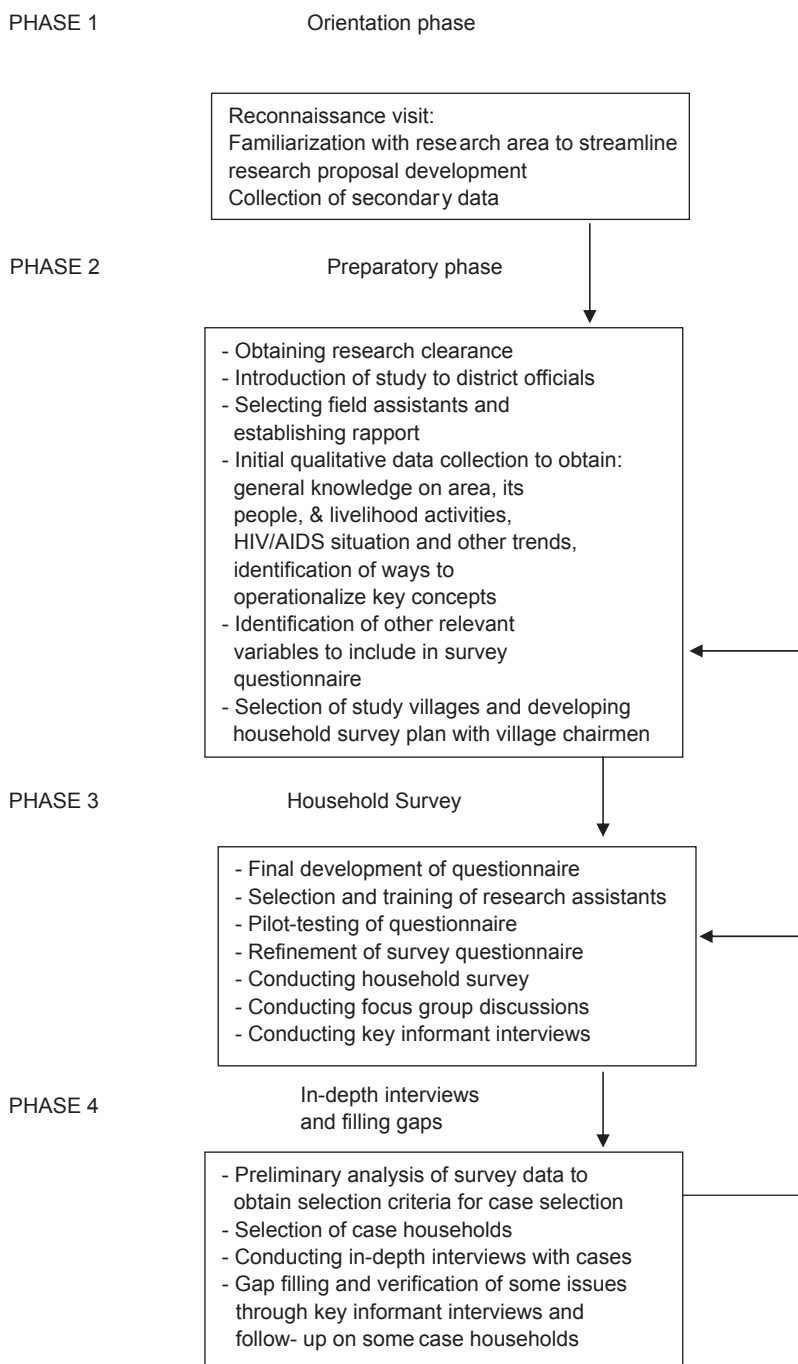 PHASE 1 Orientation phase
Reconnaissance visit:
Familiarization with research area to streamline
research proposal development
Collection of secondary data
PHASE 2 Preparatory phase
- Obtaining research clearance
- Introduction of study to district officials
- Selecting field assistants and
establishing rapport
- Initial qualitative data collection to obtain:
general knowledge on area, its
people, & livelihood activities,
HIV/AIDS situation and other trends,
identification of ways to
operationalize key concepts
- Identification of other relevant
variables to include in survey
questionnaire
- Selection of study villages and developing
household survey plan with village chairmen
PHASE 3 Household Survey
- Final development of questionnaire
- Selection and training of research assistants
- Pilot-testing of questionnaire
- Refinement of survey questionnaire
- Conducting household survey
- Conducting focus group discussions
- Conducting key informant interviews
PHASE 4 In-depth interviews
and filling gaps
- Preliminary analysis of survey data to
obtain selection criteria for case selection
- Selection of case households
- Conducting in-depth interviews with cases
- Gap filling and verification of some issues
through key informant interviews and
follow- up on some case households